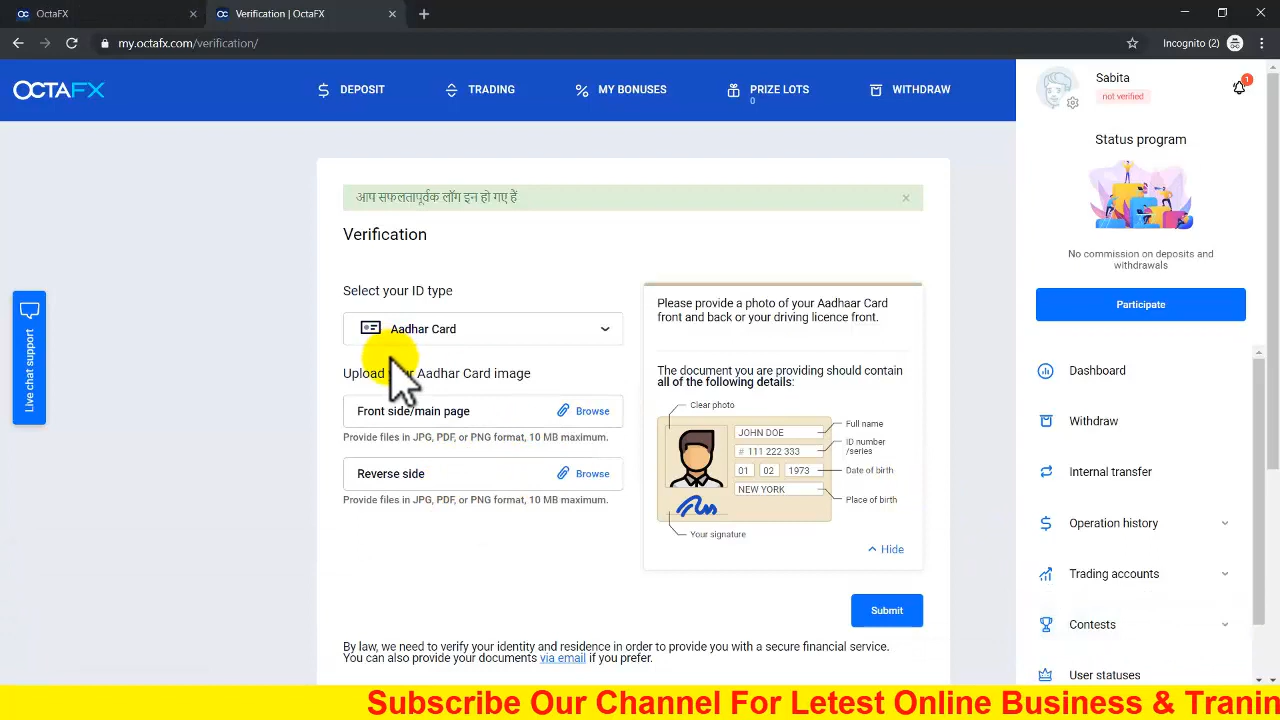 OctaFX
Verification | OctaFX
my.octafx.com/verification/
Incognito (2)
OCTAFX
DEPOSIT
TRADING
MY BONUSES
PRIZE LOTS
0
WITHDRAW
Sabita
not verified
1
Status program
No commission on deposits and
withdrawals
Participate
Dashboard
Withdraw
Internal transfer
Operation history
Trading accounts
Contests
User statuses
Live chat support
आप सफलतापूर्वक लॉग इन हो गए हैं
Verification
Select your ID type
Aadhar Card
Upload your Aadhar Card image
Front side/main page
Browse
Provide files in JPG, PDF, or PNG format, 10 MB maximum.
Reverse side
Browse
Provide files in JPG, PDF, or PNG format, 10 MB maximum.
Please provide a photo of your Aadhaar Card
front and back or your driving licence front.
The document you are providing should contain
all of the following details:
Clear photo
JOHN DOE
Full name
# 111 222 333
ID number
/series
01 02 1973
Date of birth
NEW YORK
Place of birth
Your signature
Hide
Submit
By law, we need to verify your identity and residence in order to provide you with a secure financial service.
You can also provide your documents via email if you prefer.
Subscribe Our Channel For Letest Online Business & Tranin